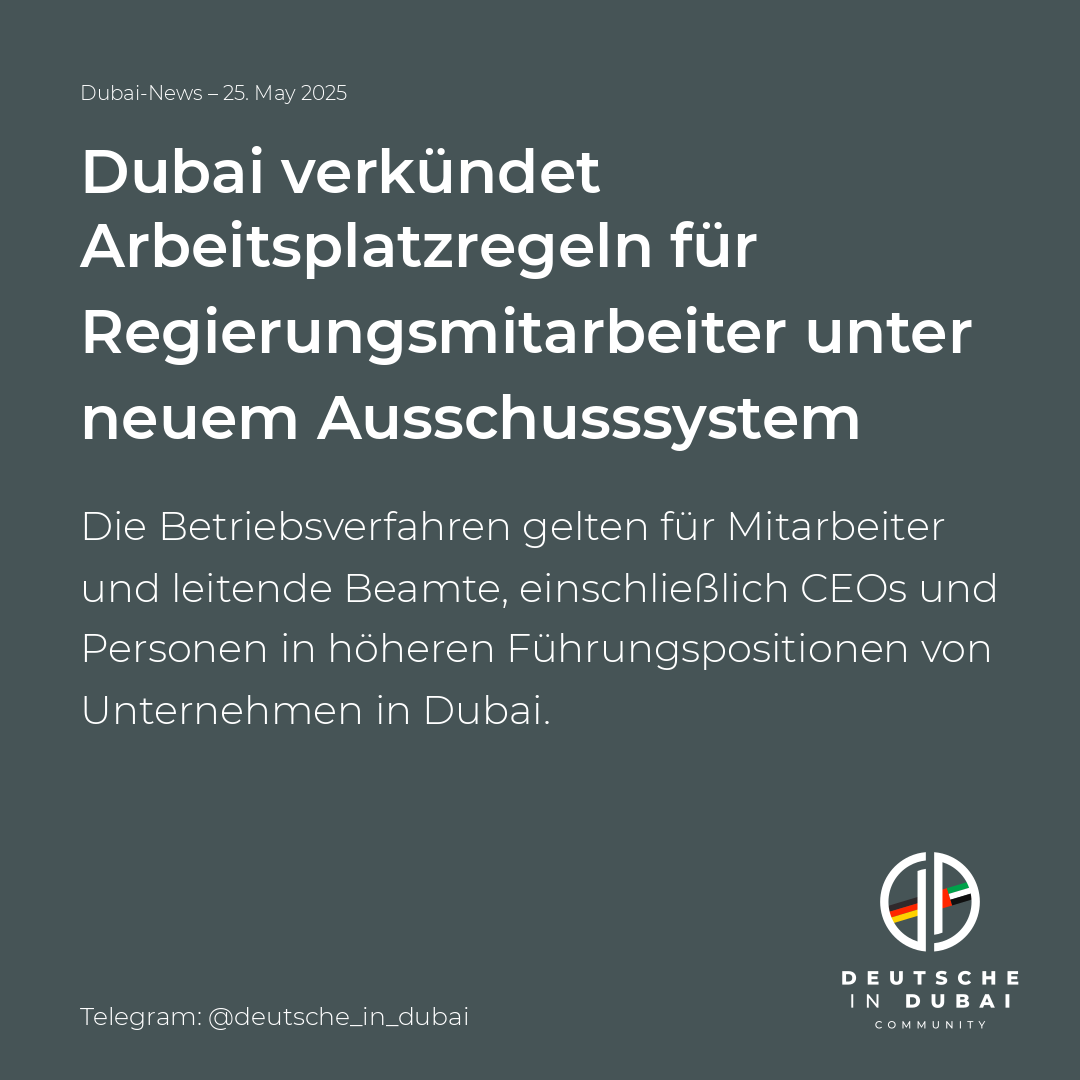 Dubai-News – 25. May 2025
Dubai verkündet
Arbeitsplatzregeln für
Regierungsmitarbeiter unter
neuem Ausschusssystem
Die Betriebsverfahren gelten für Mitarbeiter
und leitende Beamte, einschließlich CEOs und
Personen in höheren Führungspositionen von
Unternehmen in Dubai.
DEUTSCHE
IN DUBAI
COMMUNITY
Telegram: @deutsche_in_dubai